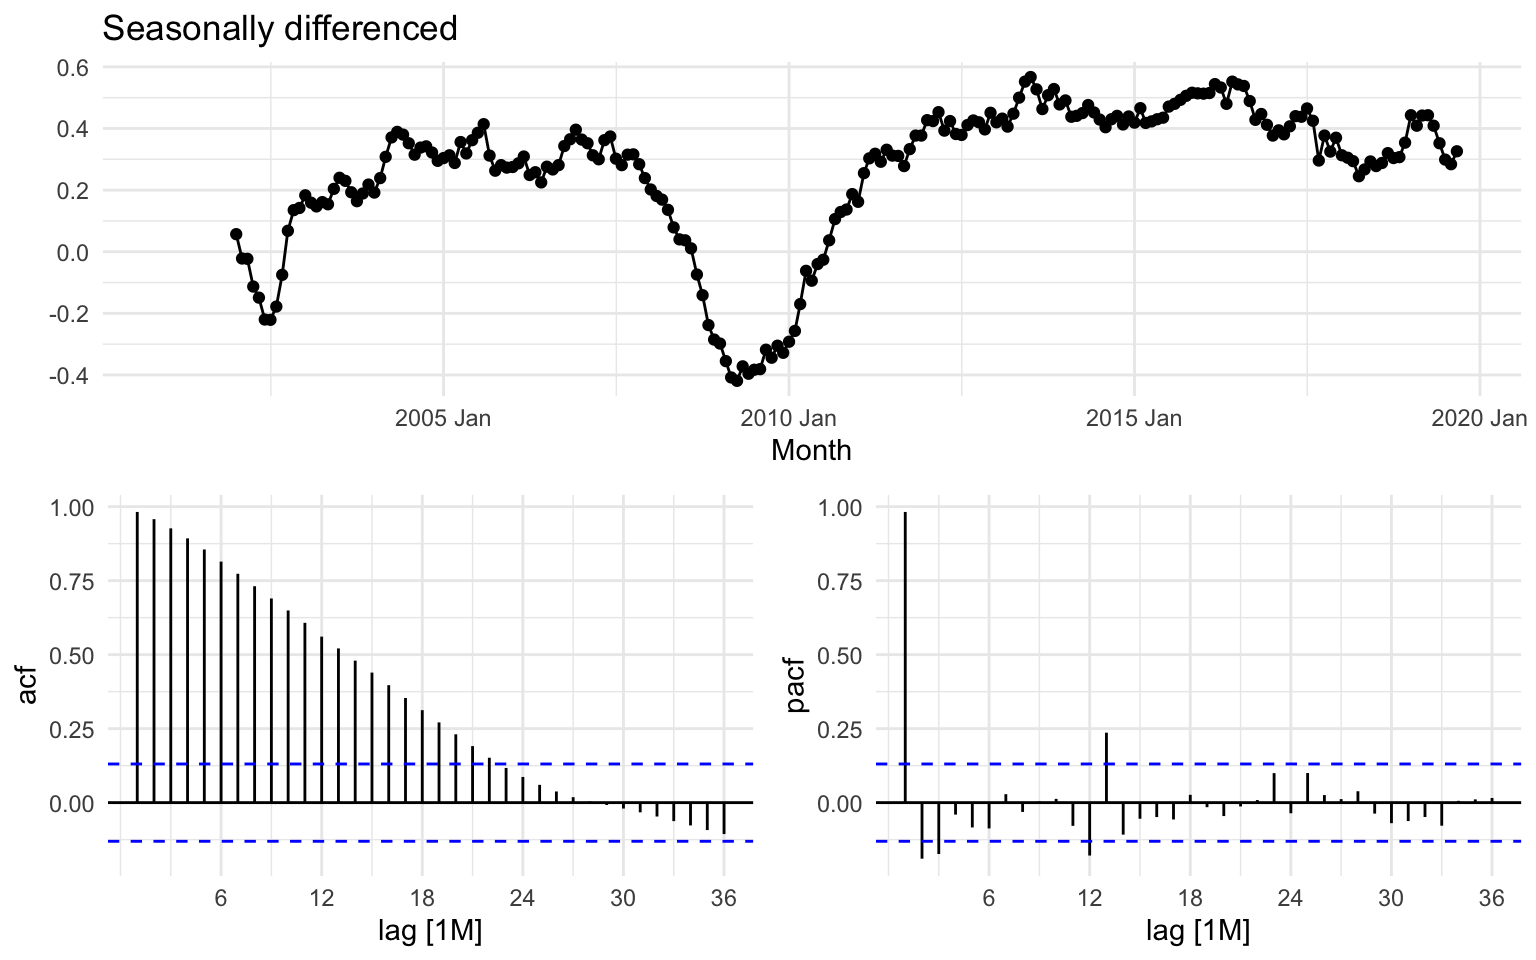 Seasonally differenced
0.6
0.4
0.2
0.0
-0.2
-0.4
2005 Jan 2010 Jan 2015 Jan 2020 Jan
Month
1.00
0.75
0.50
0.25
0.00
acf
6 12 18 24 30 36
lag [1M]
1.00
0.75
0.50
0.25
0.00
pacf
6 12 18 24 30 36
lag [1M]